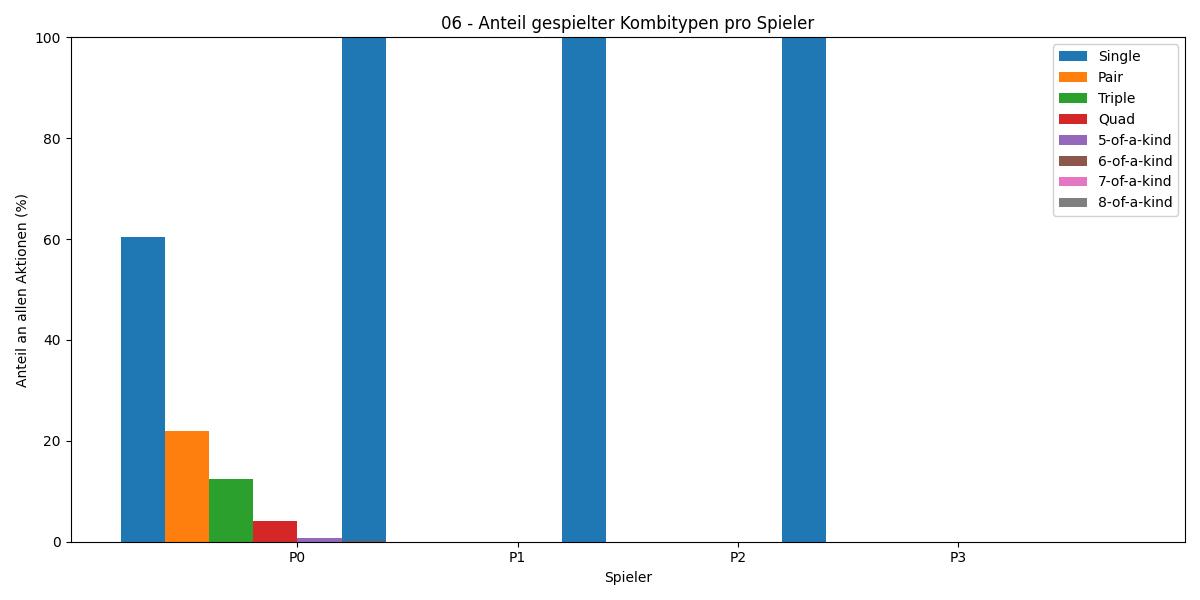 06 - Anteil gespielter Kombitypen pro Spieler
Anteil an allen Aktionen (%)
100
80
60
40
20
0
Single
Pair
Triple
Quad
5-of-a-kind
6-of-a-kind
7-of-a-kind
8-of-a-kind
P0
P1
P2
P3
Spieler